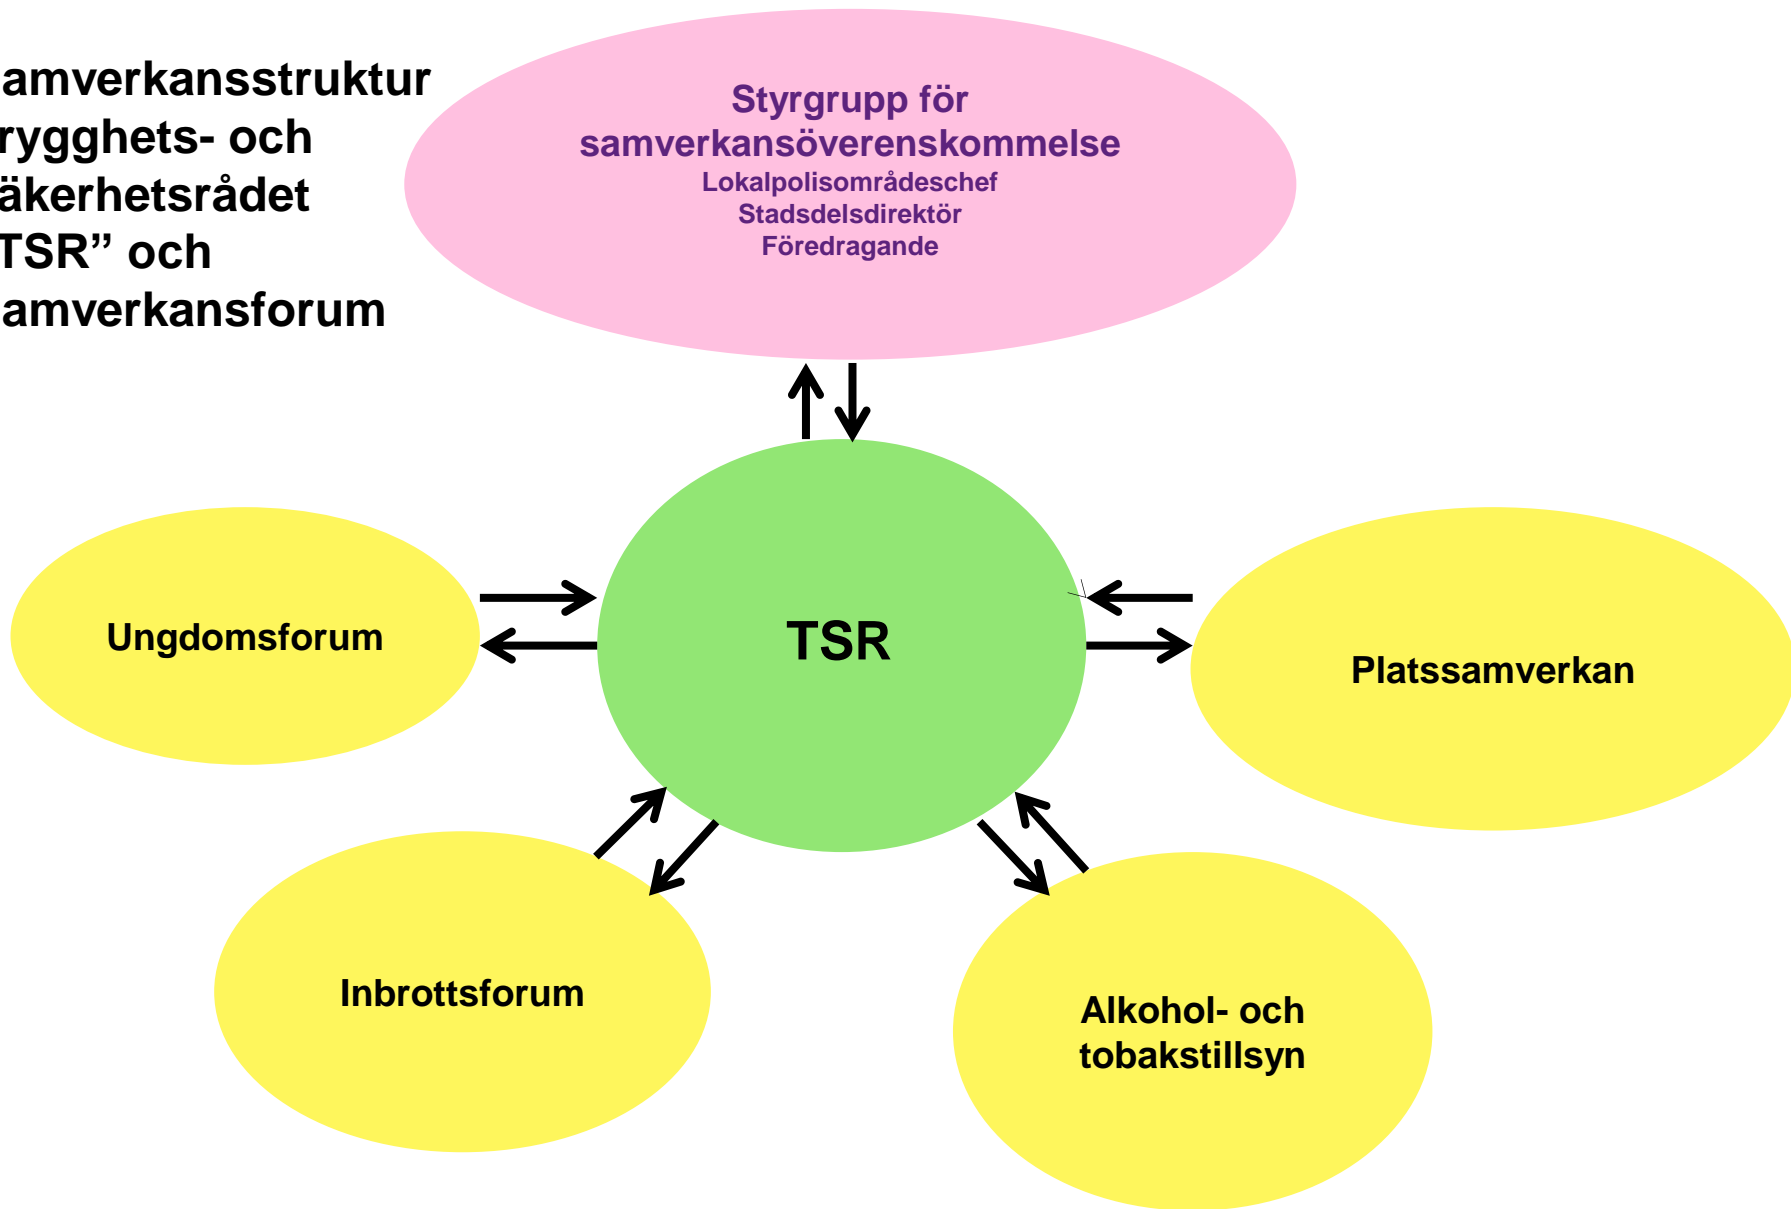 amverkansstruktur
rygghets- och
äkerhetsrådet
TSR” och
amverkansforum
Styrgrupp för
samverkansöverenskommelse
Lokalpolisområdeschef
Stadsdelsdirektör
Föredragande
Ungdomsforum
TSR
Platssamverkan
Inbrottsforum
Alkohol- och
tobakstillsyn